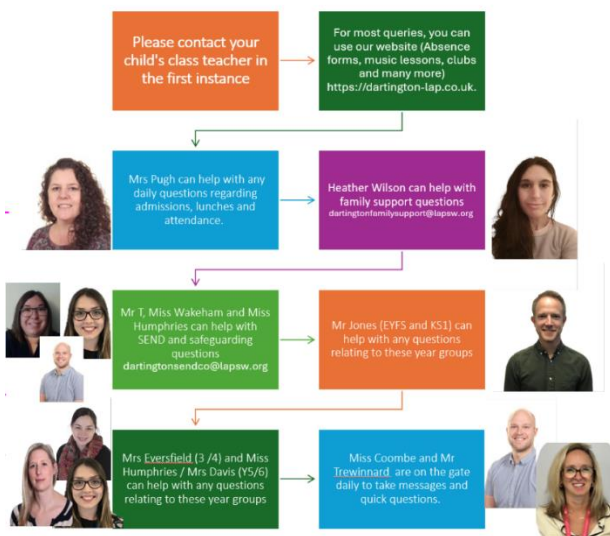 Please contact your
child's class teacher in
the first instance
For most queries, you can
use our website (Absence
forms, music lessons, clubs
and many more)
https://dartington-lap.co.uk.
Mrs Pugh can help with any
daily questions regarding
admissions, lunches and
attendance.
Heather Wilson can help with
family support questions
dartingtonfamilysupport@lapsw.org
Mr T, Miss Wakeham and Miss
Humphries can help with
SEND and safeguarding
questions
dartingtonsendco@lapsw.org
Mr Jones (EYFS and KS1) can
help with any questions
relating to these year groups
Mrs Eversfield (3 /4) and Miss
Humphries / Mrs Davis (Y5/6)
can help with any questions
relating to these year groups
Miss Coombe and Mr
Trewinnard are on the gate
daily to take messages and
quick questions.